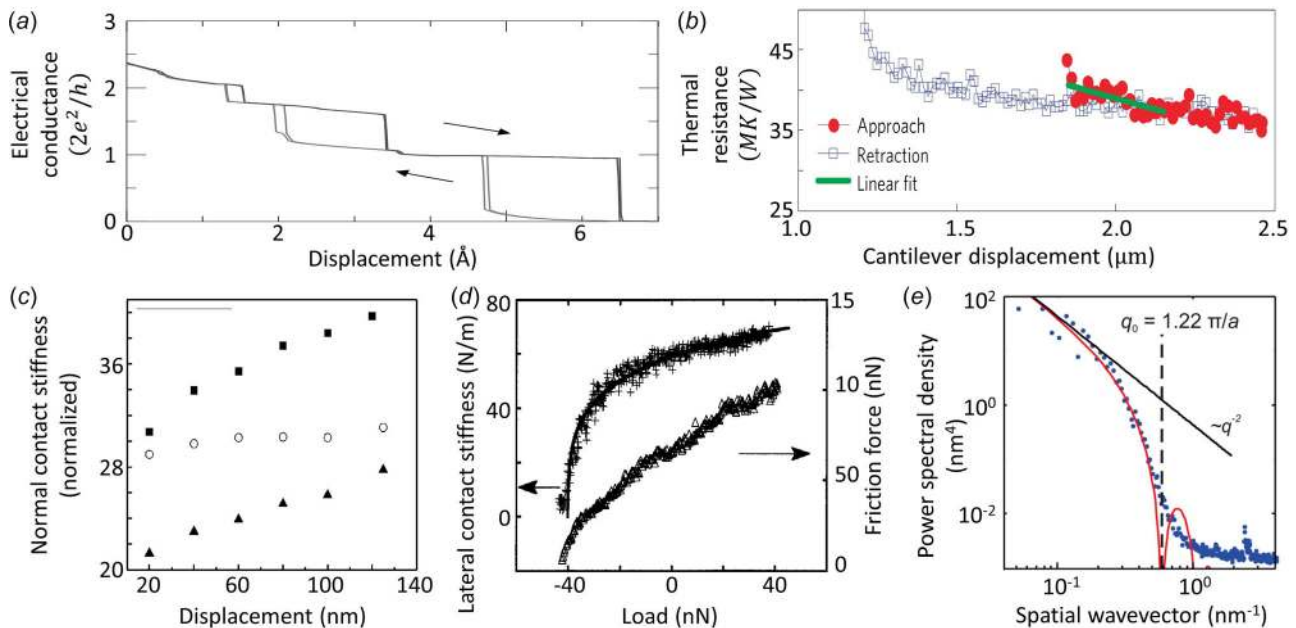 (a)
3
2
1
0
Electrical
conductance
(2e²/h)
0
2
4
6
Displacement (Å)
(b)
45
35
25
Thermal
resistance
(MK/W)
Approach
Retraction
Linear fit
1.0
1.5
2.0
2.5
Cantilever displacement (μm)
(c)
36
28
20
Normal contact stiffness
(normalized)
20
60
100
140
Displacement (nm)
(d)
80
40
0
Lateral contact stiffness (N/m)
15
10
50
0
Friction force
(nN)
-40
0
40
Load (nN)
(e)
10²
10⁰
10⁻²
Power spectral density
(nm⁴)
q₀ = 1.22 π/a
~q⁻²
10⁻¹
10⁰
Spatial wavevector (nm⁻¹)